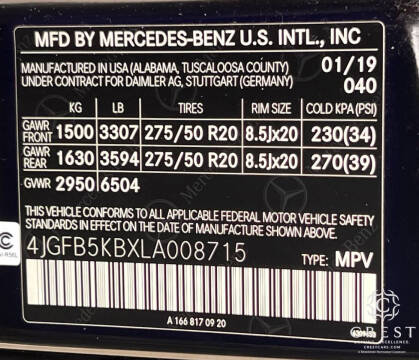 MFD BY MERCEDES-BENZ U.S. INTL., INC
MANUFACTURED IN USA (ALABAMA, TUSCALOOSA COUNTY) 01/19
UNDER CONTRACT FOR DAIMLER AG, STUTTGART (GERMANY) 040
KG LB TIRES RIM SIZE COLD KPA (PSI)
GAWR FRONT 1500 3307 275/50 R20 8.5Jx20 230(34)
GAWR REAR 1630 3594 275/50 R20 8.5Jx20 270(39)
GVWR 2950 6504
THIS VEHICLE CONFORMS TO ALL APPLICABLE FEDERAL MOTOR VEHICLE SAFETY
STANDARDS IN EFFECT ON THE DATE OF MANUFACTURE SHOWN ABOVE.
4JGFB5KBXLA008715 TYPE: MPV
A 166 817 09 20
CREST